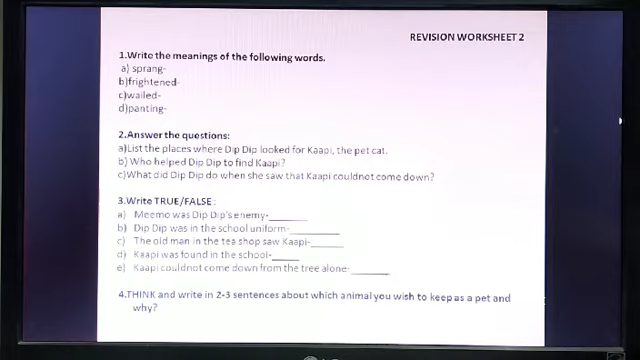 REVISION WORKSHEET 2
1.Write the meanings of the following words.
a) sprang-
b)frightened-
c)wailed-
d)panting-
2.Answer the questions:
a)List the places where Dip Dip looked for Kaapi, the pet cat.
b) Who helped Dip Dip to find Kaapi?
c)What did Dip Dip do when she saw that Kaapi couldnot come down?
3.Write TRUE/FALSE :
a) Meemo was Dip Dip's enemy-_______
b) Dip Dip was in the school uniform-_________
c) The old man in the tea shop saw Kaapi-______
d) Kaapi was found in the school-_____
e) Kaapi couldnot come down from the tree alone-_______
4.THINK and write in 2-3 sentences about which animal you wish to keep as a pet and
why?